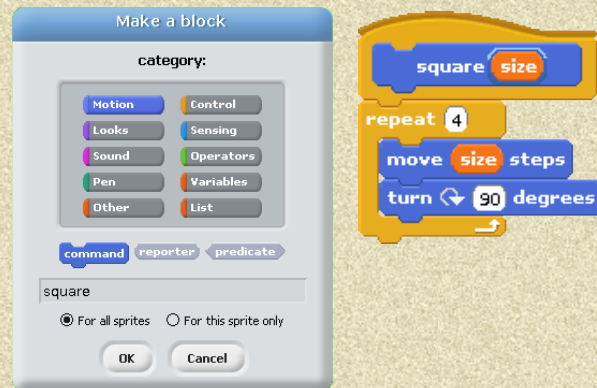 Make a block
category:
Motion Control
Looks Sensing
Sound Operators
Pen Variables
Other List
command reporter predicate
square
For all sprites For this sprite only
OK Cancel
square size
repeat 4
move size steps
turn 90 degrees